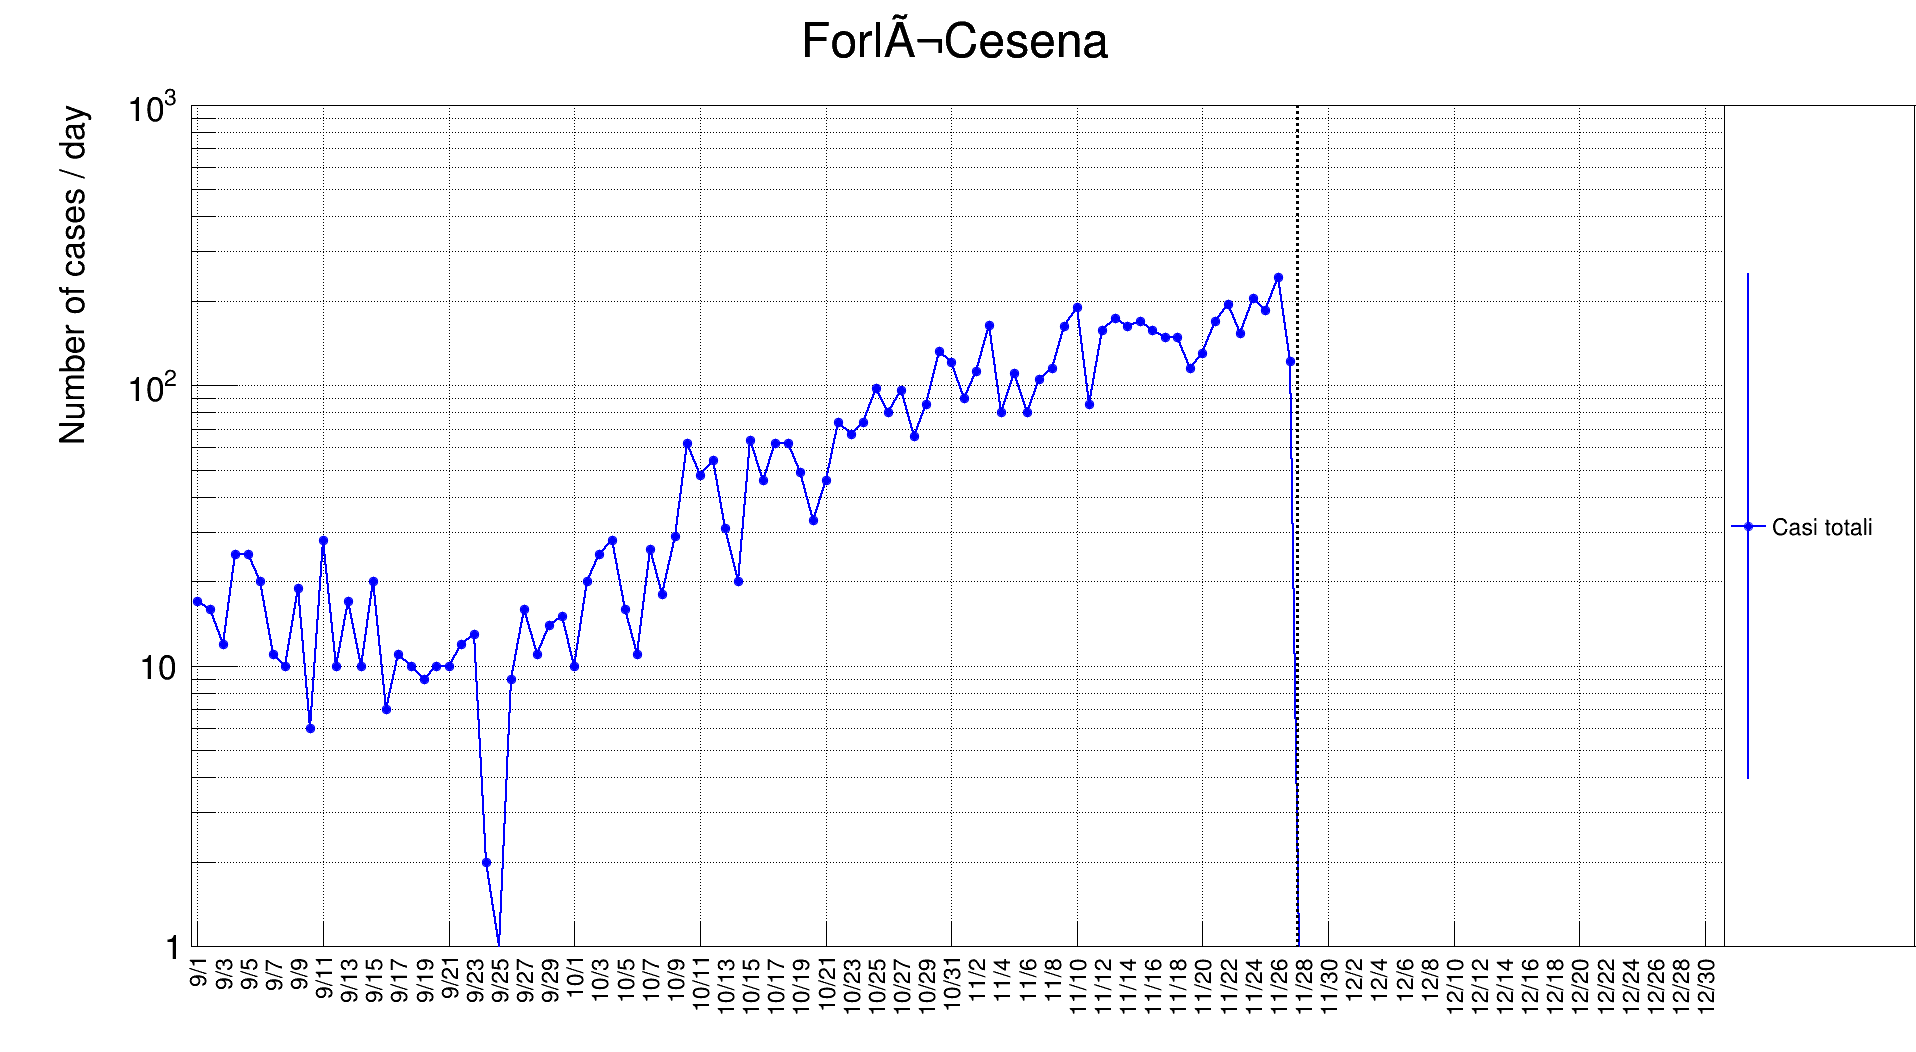 ForlÃ¬Cesena
Number of cases / day
10³
10²
10
1
9/1 9/3 9/5 9/7 9/9 9/11 9/13 9/15 9/17 9/19 9/21 9/23 9/25 9/27 9/29 10/1 10/3 10/5 10/7 10/9 10/11 10/13 10/15 10/17 10/19 10/21 10/23 10/25 10/27 10/29 10/31 11/2 11/4 11/6 11/8 11/10 11/12 11/14 11/16 11/18 11/20 11/22 11/24 11/26 11/28 11/30 12/2 12/4 12/6 12/8 12/10 12/12 12/14 12/16 12/18 12/20 12/22 12/24 12/26 12/28 12/30
Casi totali